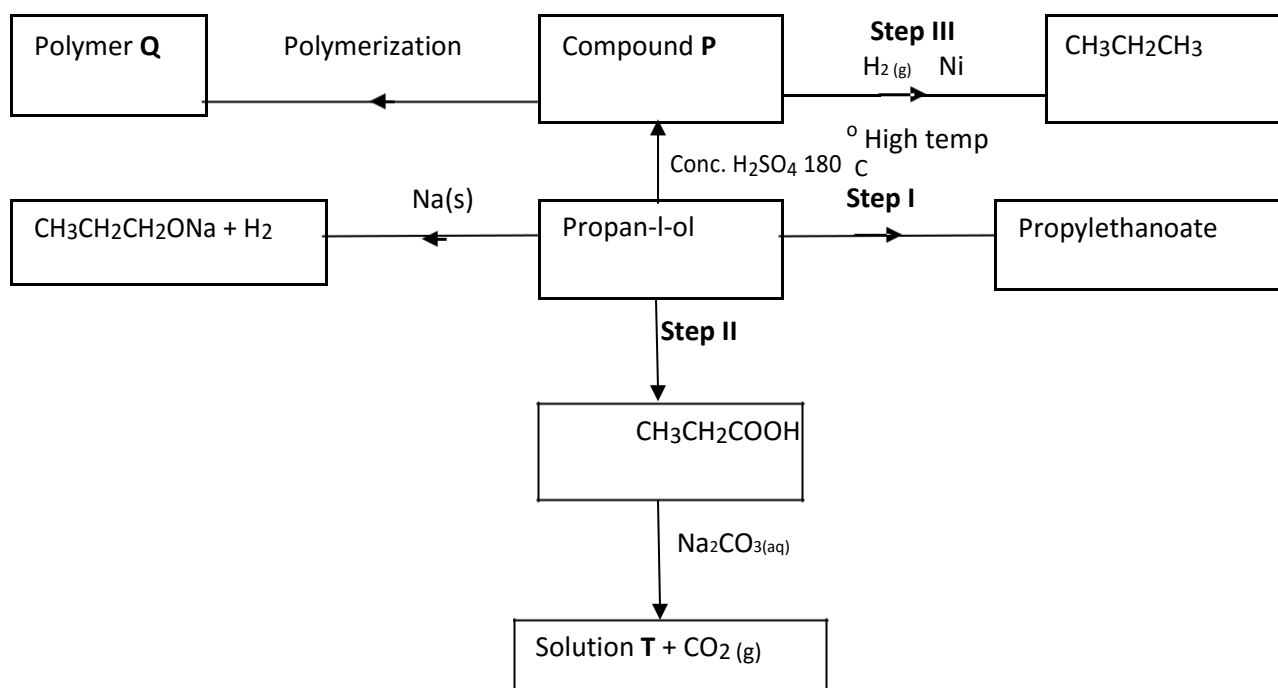 Polymer Q
Polymerization
Compound P
Step III
H2 (g) Ni
CH3CH2CH3
o High temp
Conc. H2SO4 180 C
Step I
CH3CH2CH2ONa + H2
Na(s)
Propan-l-ol
Propylethanoate
Step II
CH3CH2COOH
Na2CO3(aq)
Solution T + CO2 (g)